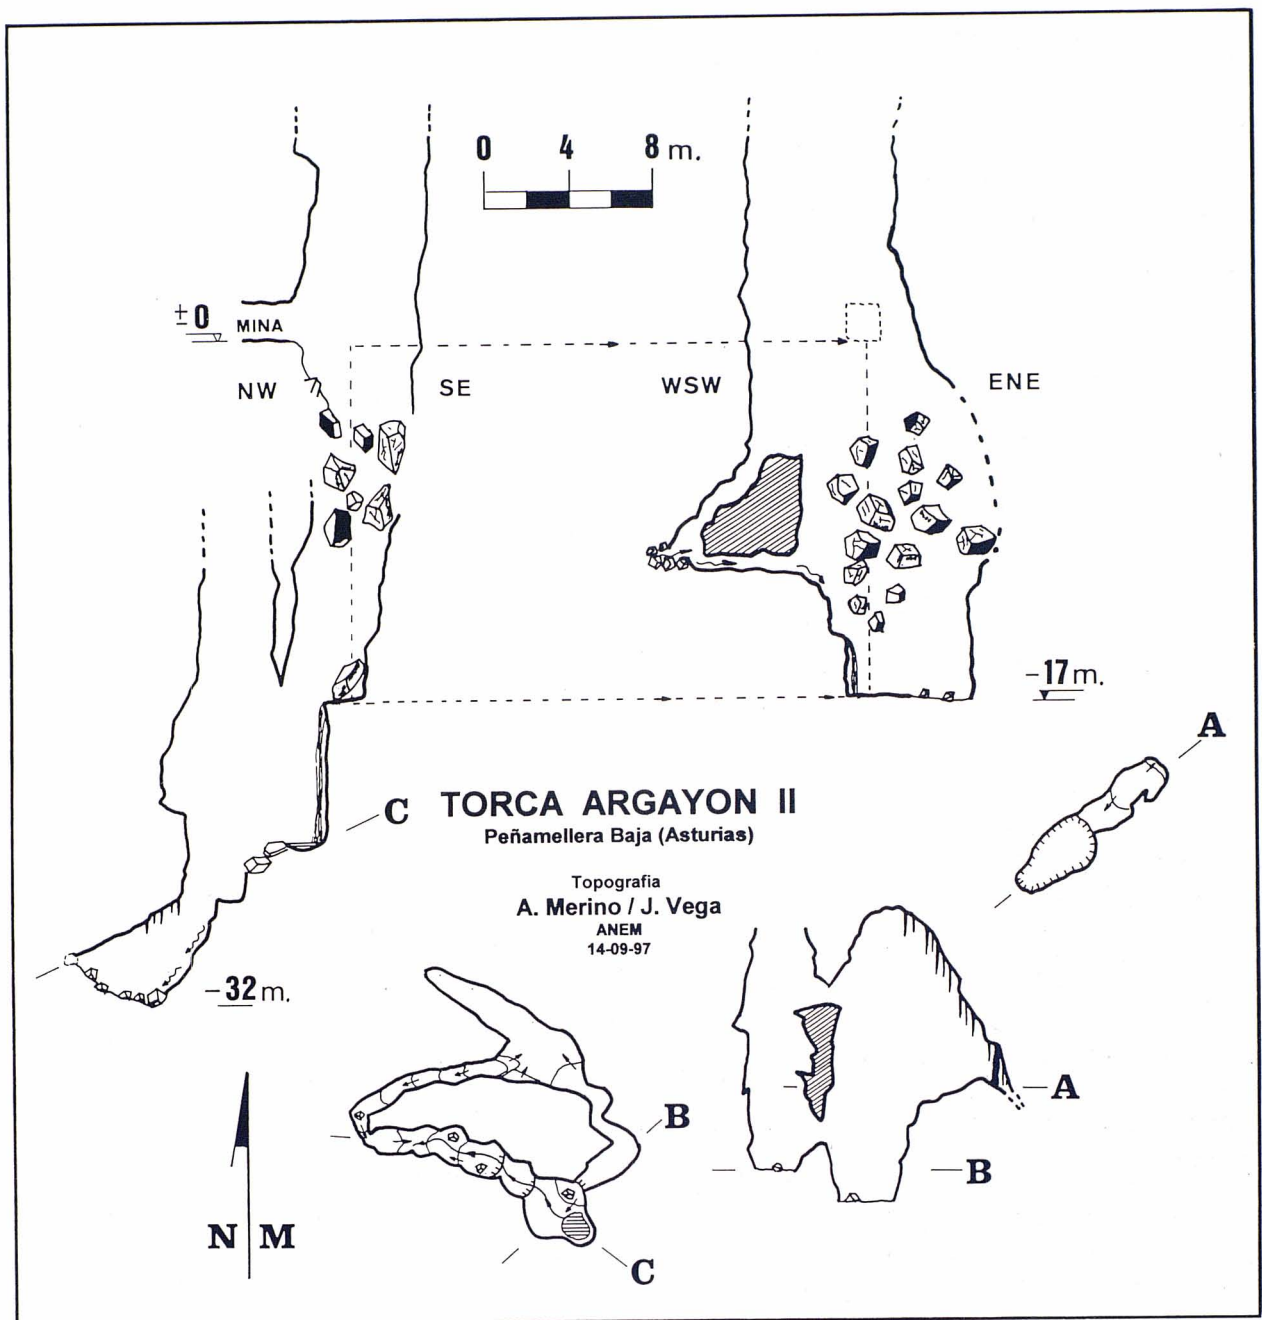 0 4 8 m.
±0 MINA
NW SE WSW ENE
-17 m.
A
C TORCA ARGAYON II
Peñamellera Baja (Asturias)
Topografia
A. Merino / J. Vega
ANEM
14-09-97
-32 m.
A
B
B
N M
C